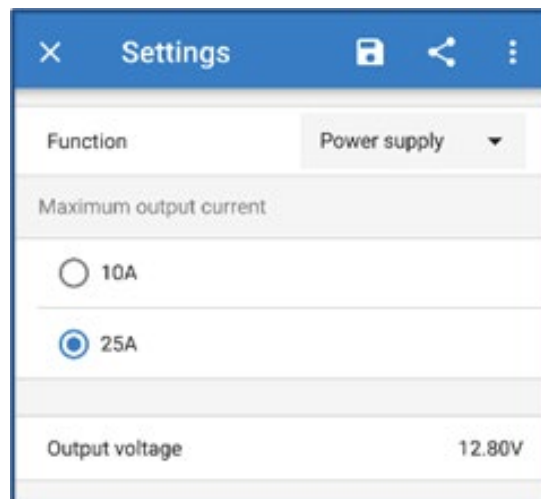 Settings
Function Power supply
Maximum output current
10A
25A
Output voltage 12.80V